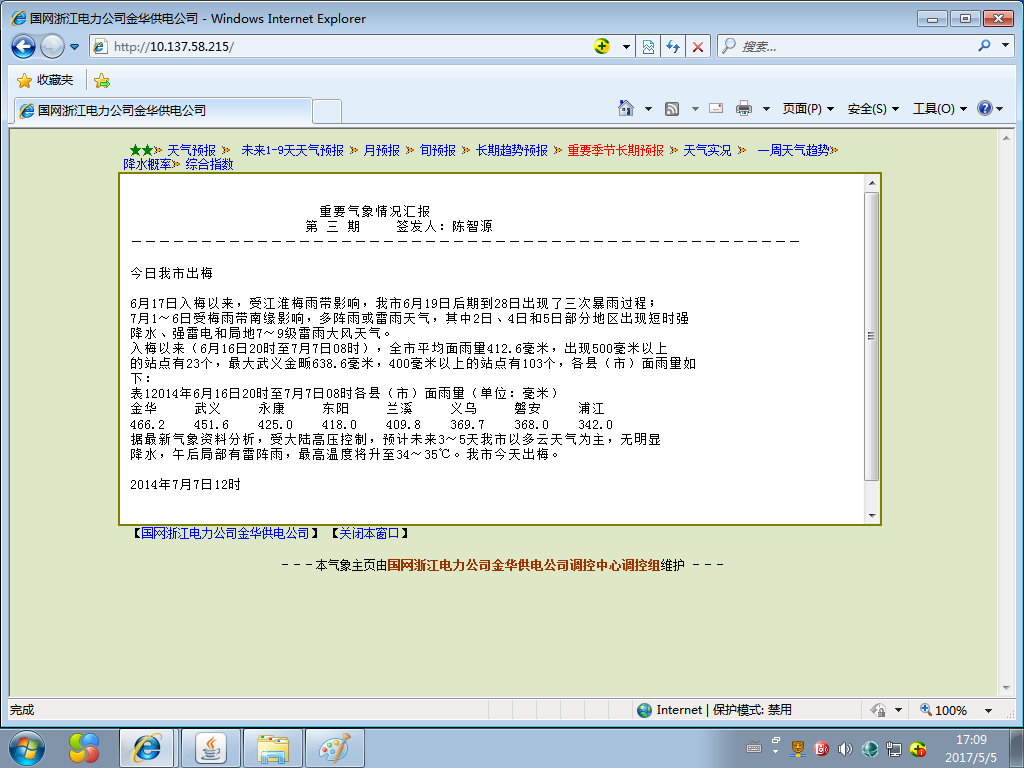 国网浙江电力公司金华供电公司 - Windows Internet Explorer
http://10.137.58.215/
搜索...
收藏夹
国网浙江电力公司金华供电公司
页面(P)
安全(S)
工具(O)
天气预报 未来1-9天天气预报 月预报 旬预报 长期趋势预报 重要季节长期预报 天气实况 一周天气趋势
降水概率 综合指数
重要气象情况汇报
第 三 期 签发人：陈智源
今日我市出梅
6月17日入梅以来，受江淮梅雨带影响，我市6月19日后期到28日出现了三次暴雨过程；
7月1～6日受梅雨带南缘影响，多阵雨或雷雨天气，其中2日、4日和5日部分地区出现短时强
降水、强雷电和局地7～9级雷雨大风天气。
入梅以来（6月16日20时至7月7日08时），全市平均面雨量412.6毫米，出现500毫米以上
的站点有23个，最大武义金畈638.6毫米，400毫米以上的站点有103个，各县（市）面雨量如
下：
表12014年6月16日20时至7月7日08时各县（市）面雨量（单位：毫米）
金华 武义 永康 东阳 兰溪 义乌 磐安 浦江
466.2 451.6 425.0 418.0 409.8 369.7 368.0 342.0
据最新气象资料分析，受大陆高压控制，预计未来3～5天我市以多云天气为主，无明显
降水，午后局部有雷阵雨，最高温度将升至34～35℃。我市今天出梅。
2014年7月7日12时
【国网浙江电力公司金华供电公司】 【关闭本窗口】
- - - 本气象主页由国网浙江电力公司金华供电公司调控中心调控组维护 - - -
完成
Internet | 保护模式: 禁用
100%
17:09
2017/5/5